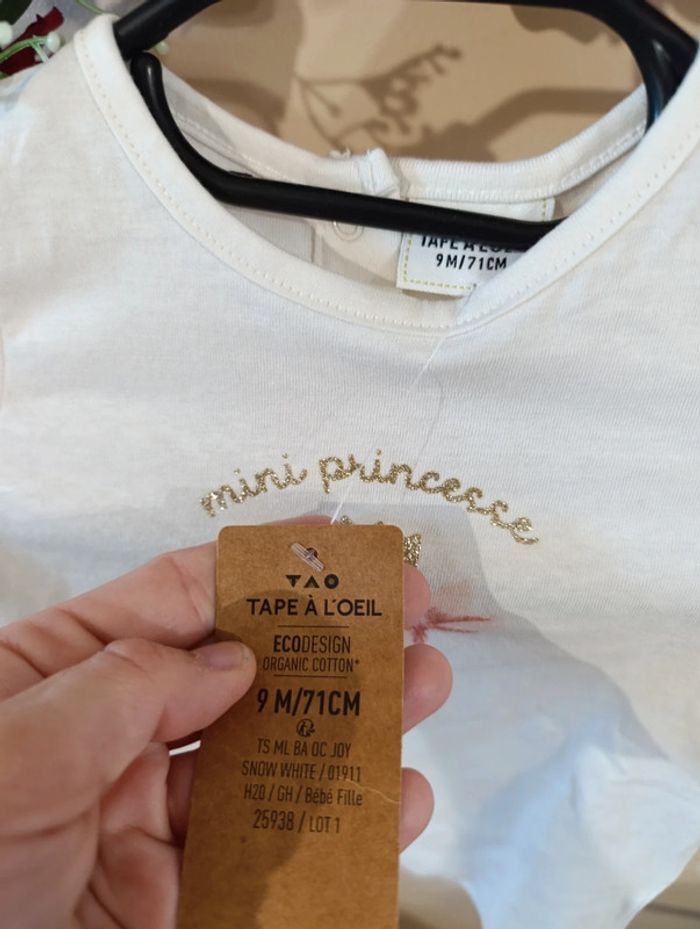 TAPE A L'OEIL
9M/71CM
mini princesse
TAO
TAPE À L'OEIL
ECODESIGN
ORGANIC COTTON*
9 M/71CM
TS ML BA OC JOY
SNOW WHITE / 01911
H20 / GH / Bébé Fille
25938 / LOT 1